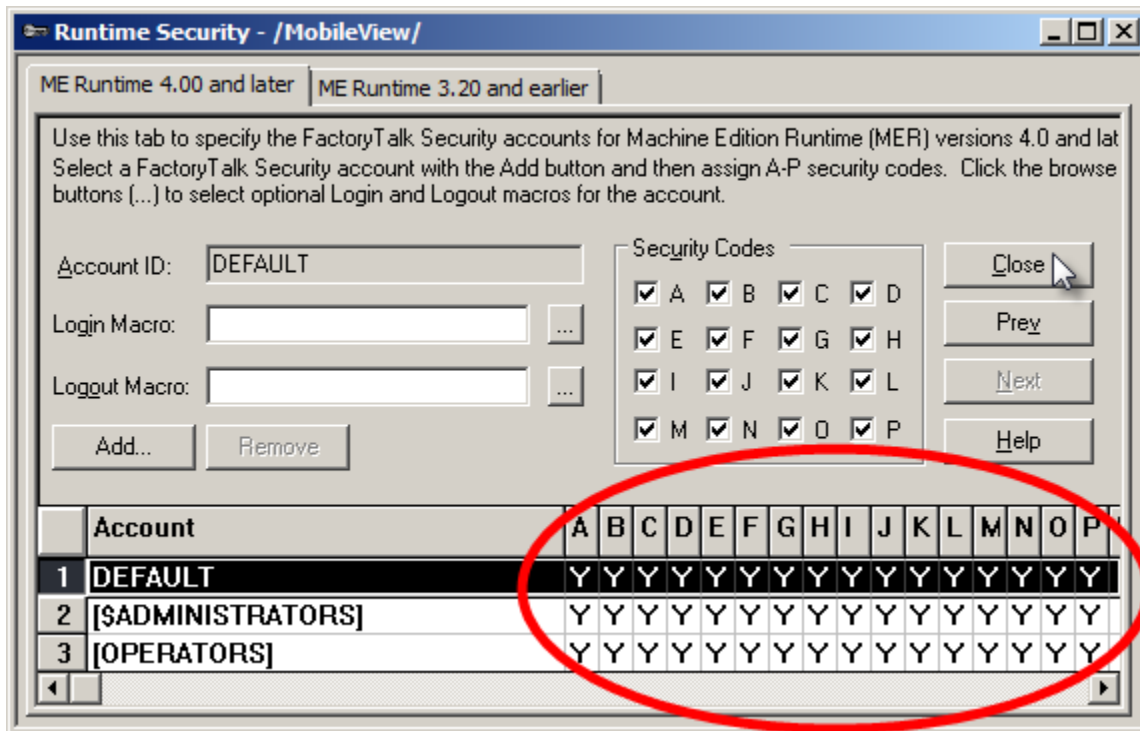 Runtime Security - /MobileView/
ME Runtime 4.00 and later ME Runtime 3.20 and earlier
Use this tab to specify the FactoryTalk Security accounts for Machine Edition Runtime (MER) versions 4.0 and lat
Select a FactoryTalk Security account with the Add button and then assign A-P security codes. Click the browse
buttons (...) to select optional Login and Logout macros for the account.
Account ID: DEFAULT
Login Macro: ...
Logout Macro: ...
Add... Remove
Security Codes
A B C D
E F G H
I J K L
M N O P
Close
Prev
Next
Help
Account A B C D E F G H I J K L M N O P
1 DEFAULT Y Y Y Y Y Y Y Y Y Y Y Y Y Y Y Y
2 [$ADMINISTRATORS] Y Y Y Y Y Y Y Y Y Y Y Y Y Y Y Y
3 [OPERATORS] Y Y Y Y Y Y Y Y Y Y Y Y Y Y Y Y